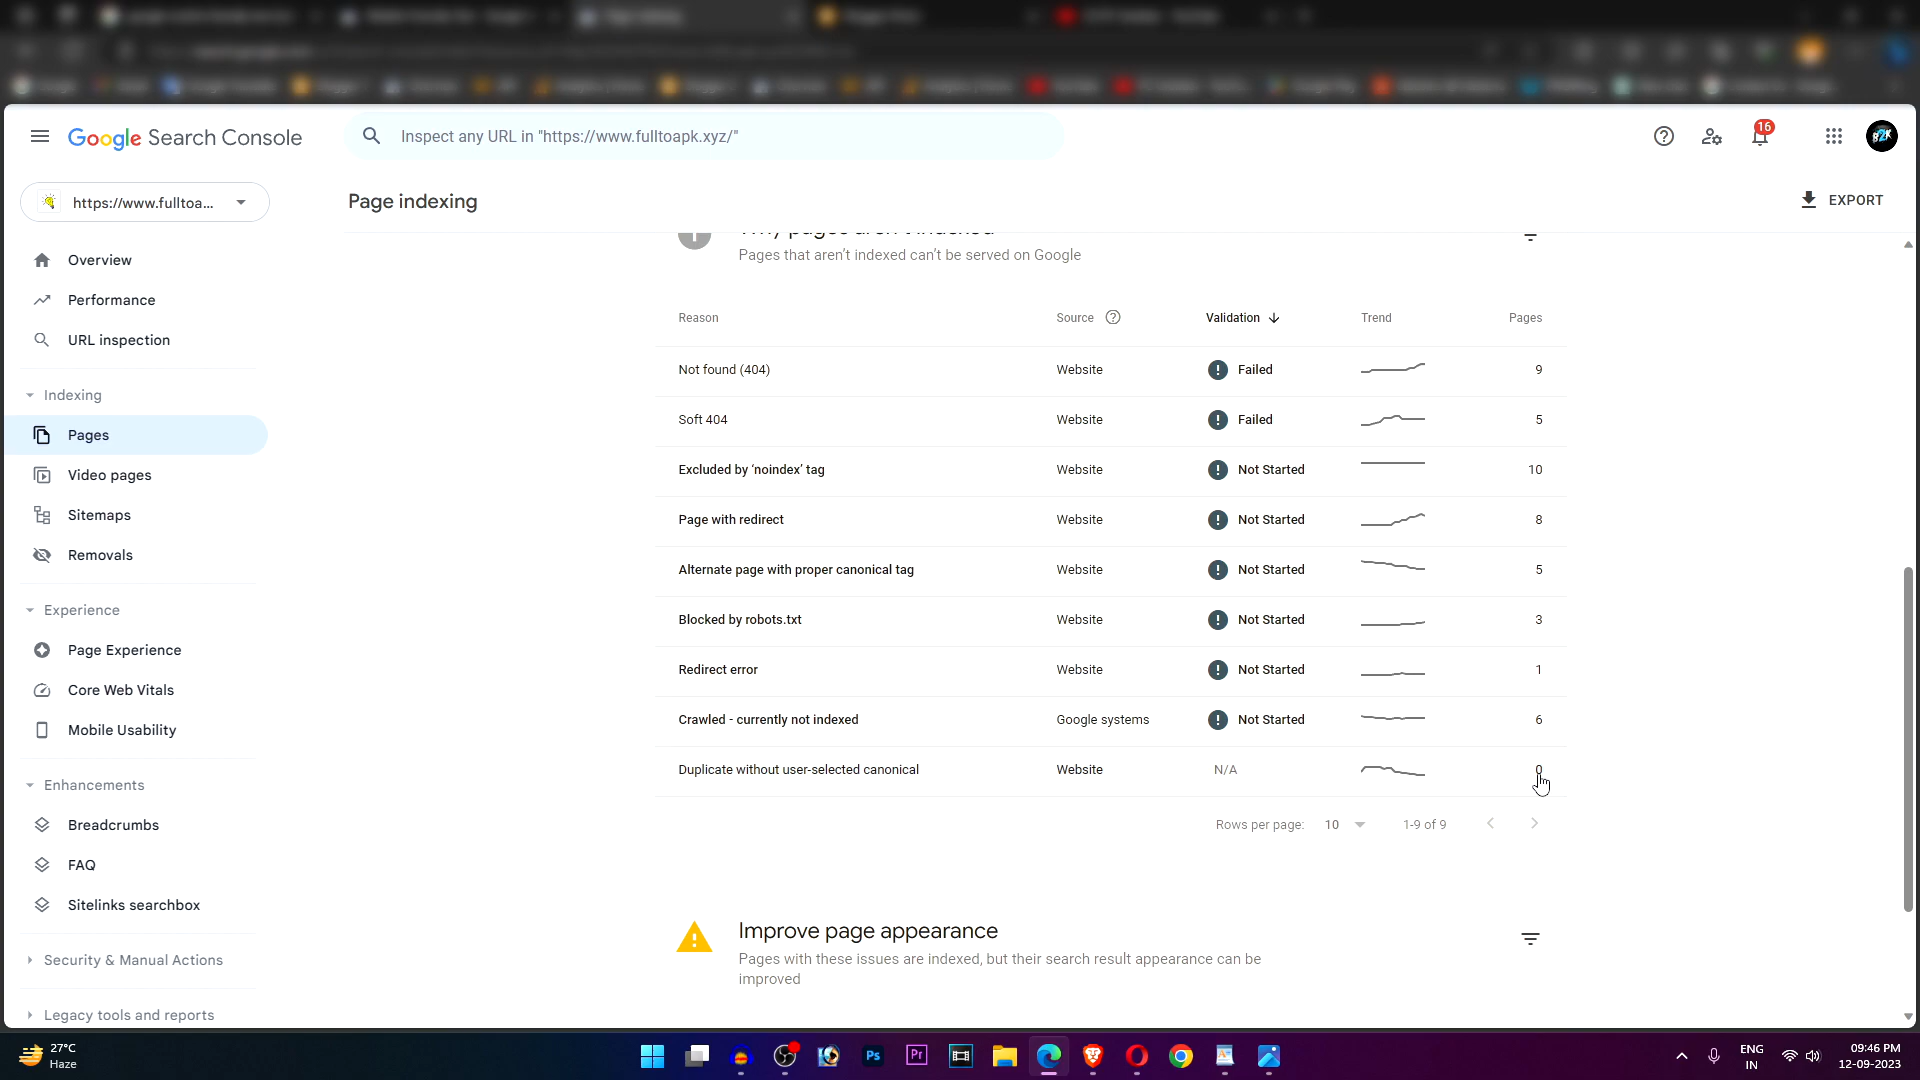 Google Search Console
Inspect any URL in "https://www.fulltoapk.xyz/"
16
https://www.fulltoa...
Page indexing
EXPORT
Overview
Performance
URL inspection
Indexing
Pages
Video pages
Sitemaps
Removals
Experience
Page Experience
Core Web Vitals
Mobile Usability
Enhancements
Breadcrumbs
FAQ
Sitelinks searchbox
Security & Manual Actions
Legacy tools and reports
Pages that aren’t indexed can’t be served on Google
Reason Source Validation Trend Pages
Not found (404) Website Failed 9
Soft 404 Website Failed 5
Excluded by ‘noindex’ tag Website Not Started 10
Page with redirect Website Not Started 8
Alternate page with proper canonical tag Website Not Started 5
Blocked by robots.txt Website Not Started 3
Redirect error Website Not Started 1
Crawled - currently not indexed Google systems Not Started 6
Duplicate without user-selected canonical Website N/A 0
Rows per page: 10 1-9 of 9
Improve page appearance
Pages with these issues are indexed, but their search result appearance can be
improved
27°C
Haze
Ps
Pr
ENG
IN
09:46 PM
12-09-2023